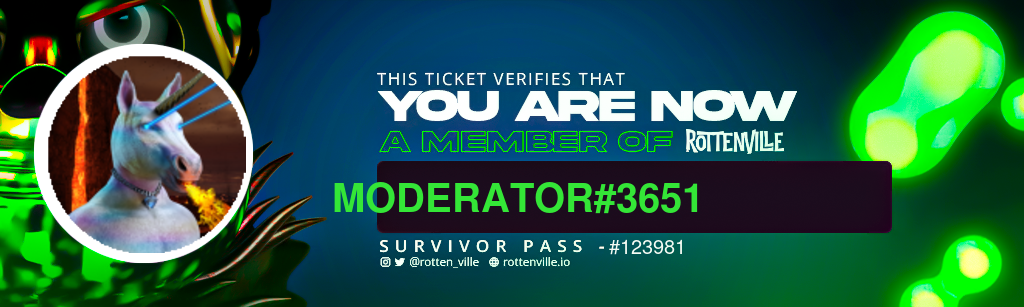 THIS TICKET VERIFIES THAT
YOU ARE NOW
A MEMBER OF ROTTENVILLE
MODERATOR#3651
SURVIVOR PASS - #123981
@rotten_ville rottenville.io